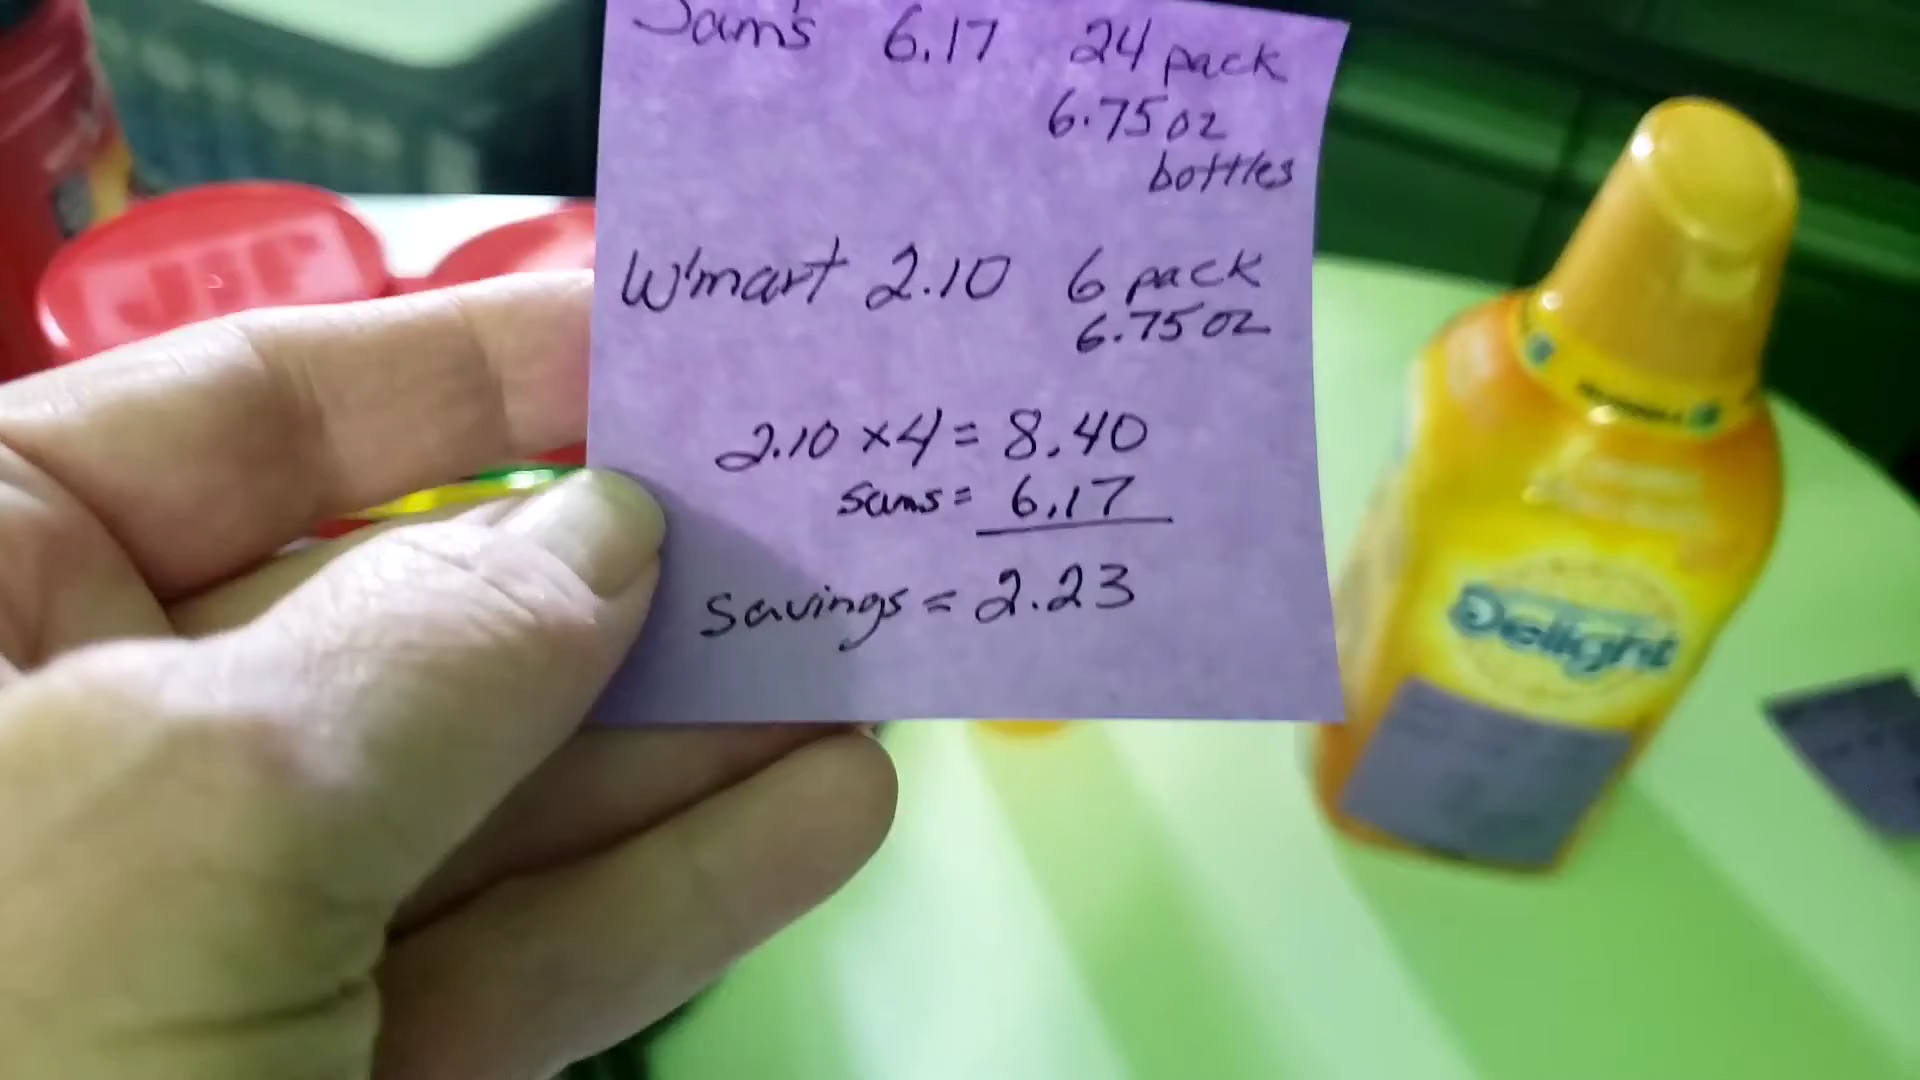 Sam's 6.17 24 pack
6.75 oz
bottles
W'mart 2.10 6 pack
6.75 oz
2.10 x 4 = 8.40
sams = 6.17
savings = 2.23
JIF
Delight